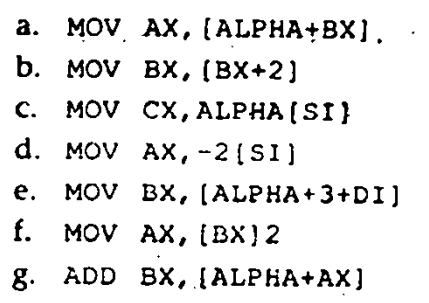 a. MOV AX, [ALPHA+BX].
b. MOV BX, [BX+2]
c. MOV CX, ALPHA[SI}
d. MOV AX, -2[SI]
e. MOV BX, [ALPHA+3+DI]
f. MOV AX, [BX]2
g. ADD BX, [ALPHA+AX]